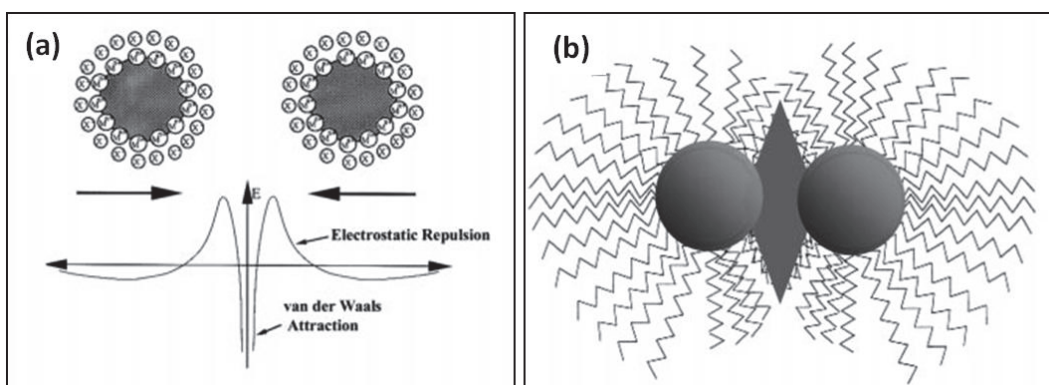 (a)
E
Electrostatic Repulsion
van der Waals
Attraction
(b)